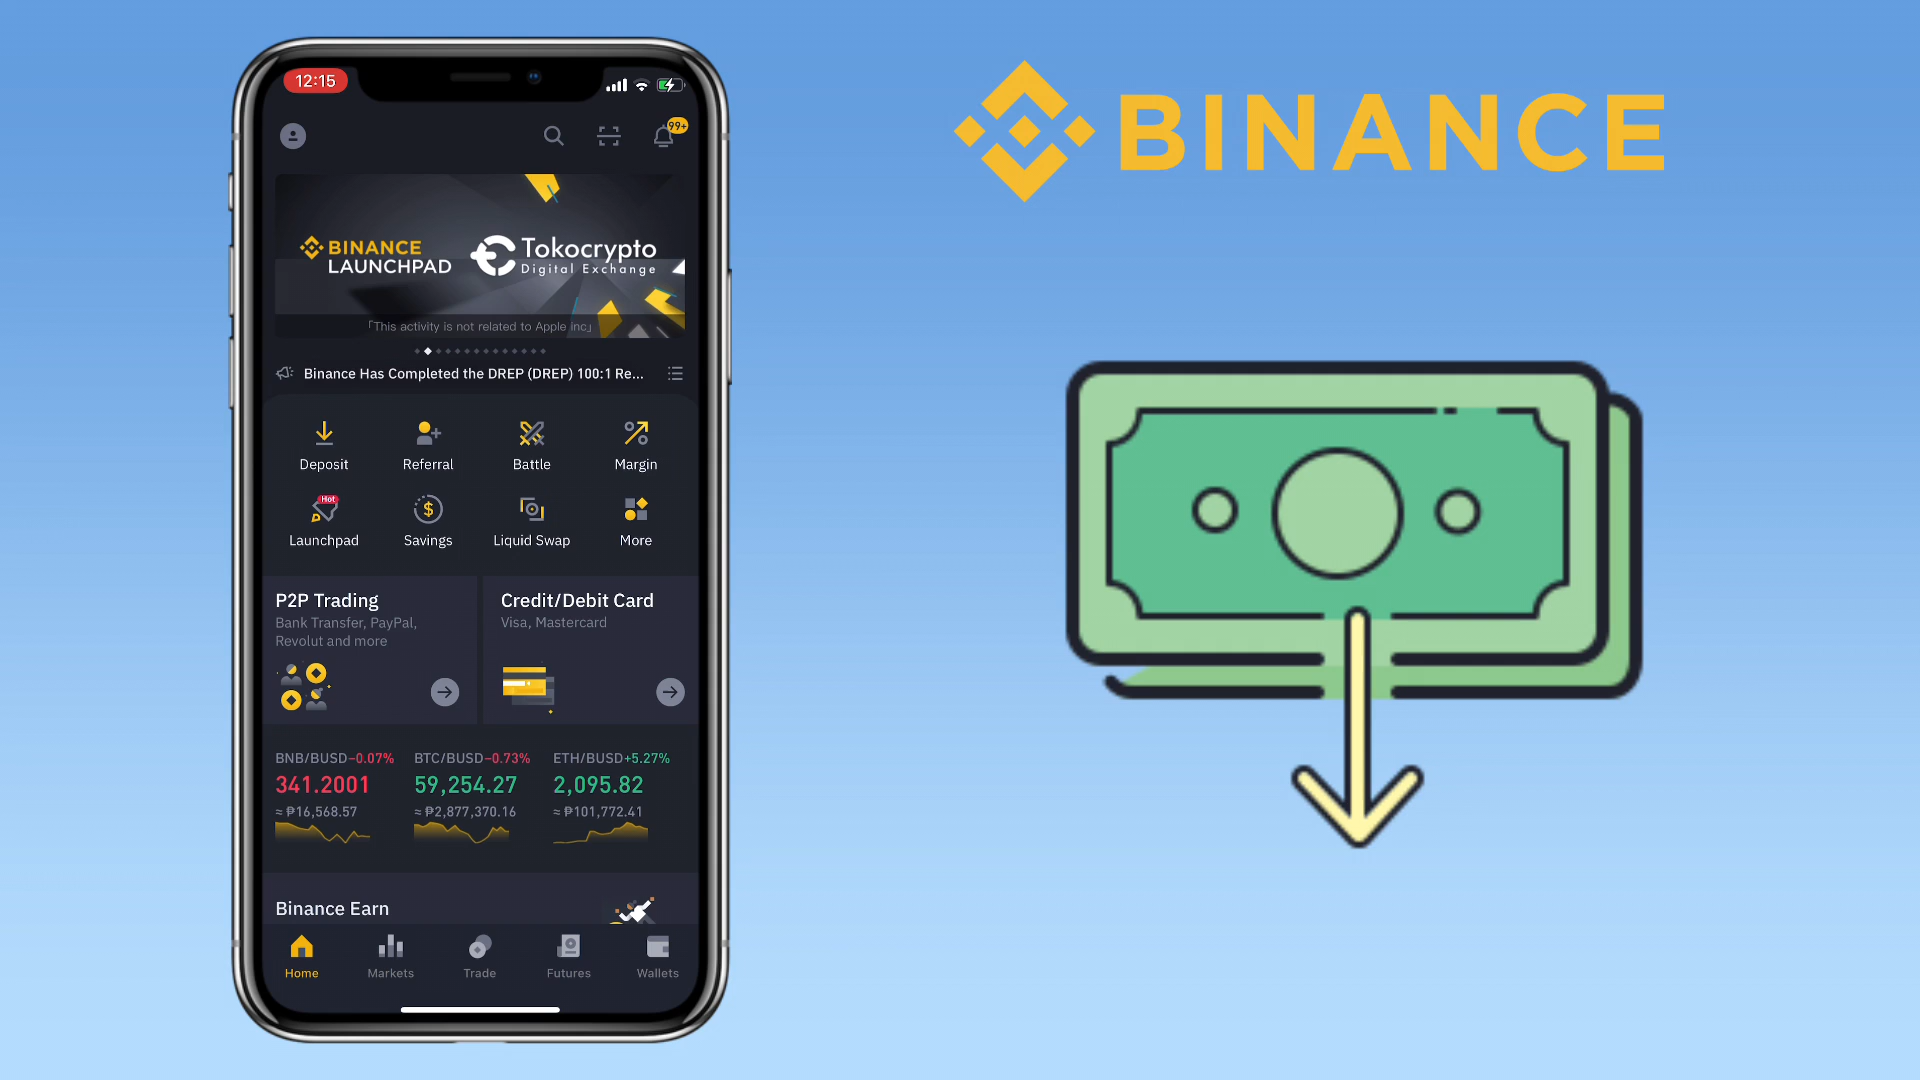 12:15
99+
BINANCE
BINANCE
LAUNCHPAD
Tokocrypto
Digital Exchange
「This activity is not related to Apple inc」
Binance Has Completed the DREP (DREP) 100:1 Re...
Deposit
Referral
Battle
Margin
Hot
Launchpad
Savings
Liquid Swap
More
P2P Trading
Bank Transfer, PayPal,
Revolut and more
Credit/Debit Card
Visa, Mastercard
BNB/BUSD -0.07%
341.2001
≈ ₱16,568.57
BTC/BUSD -0.73%
59,254.27
≈ ₱2,877,370.16
ETH/BUSD +5.27%
2,095.82
≈ ₱101,772.41
Binance Earn
Home
Markets
Trade
Futures
Wallets